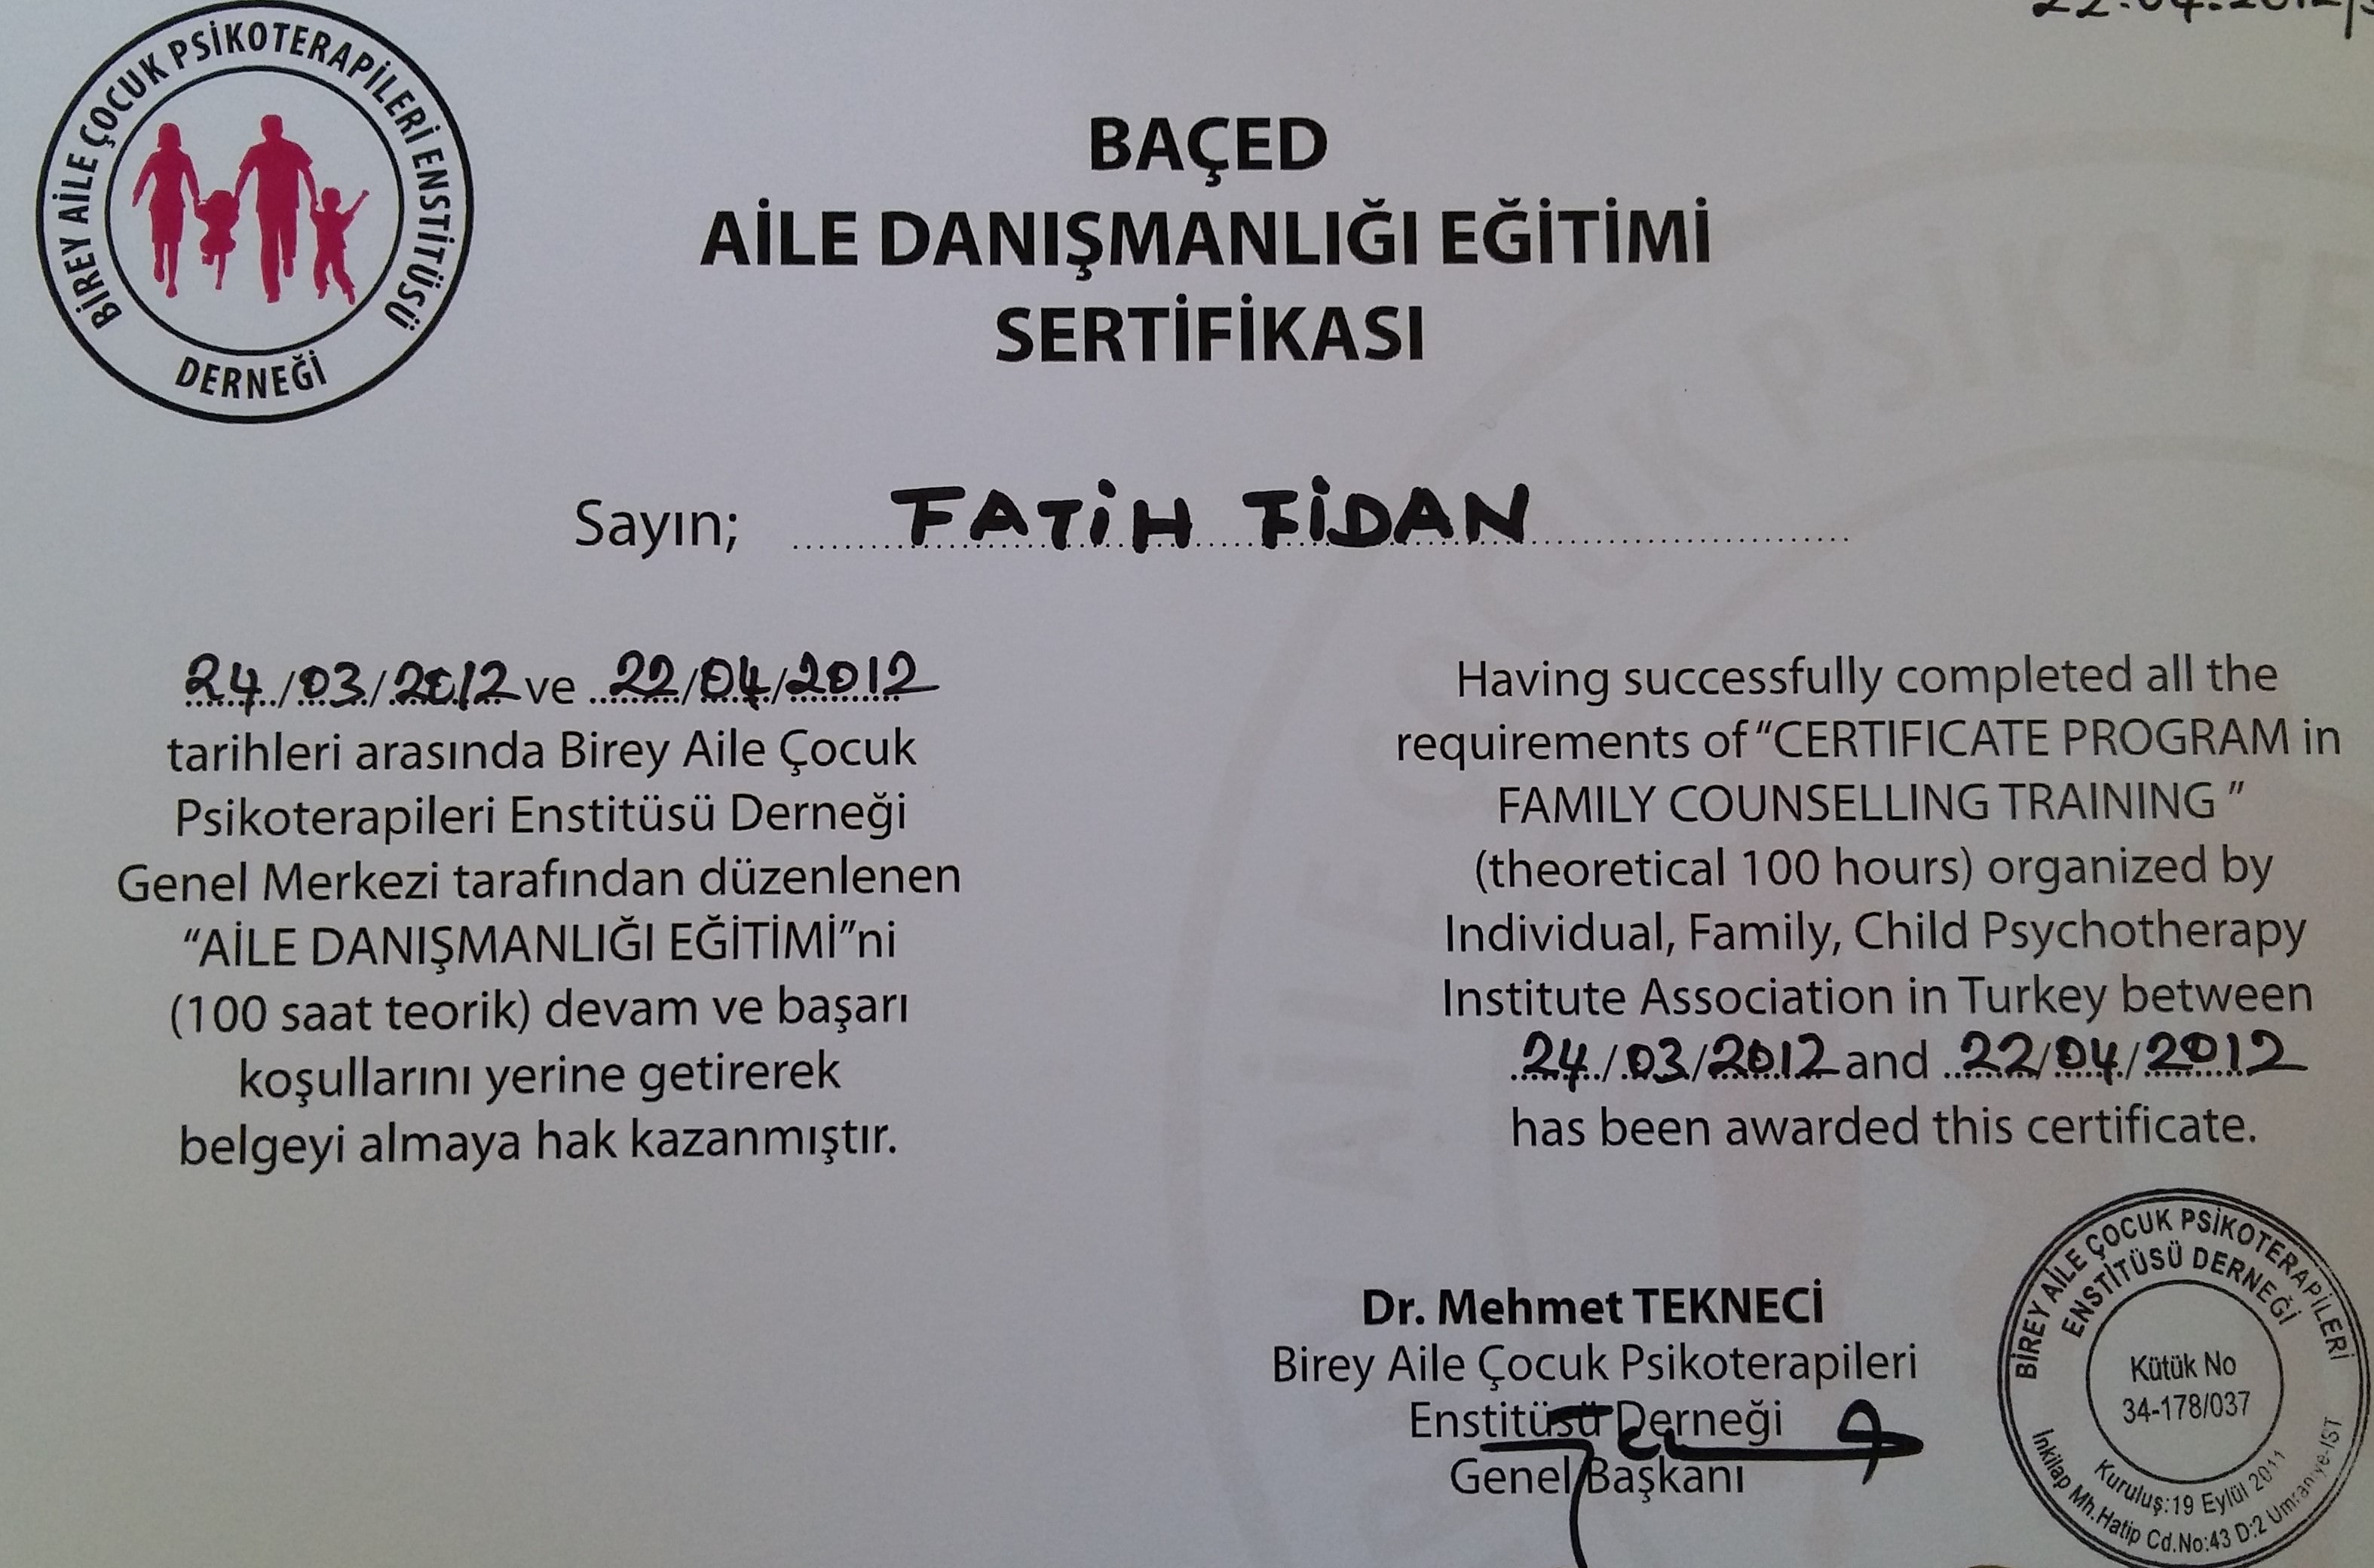 22.04.2012/
BİREY AİLE ÇOCUK PSİKOTERAPİLERİ ENSTİTÜSÜ
DERNEĞİ
BAÇED
AİLE DANIŞMANLIĞI EĞİTİMİ
SERTİFİKASI
Sayın; FATİH FİDAN
24/03/2012 ve 22/04/2012
tarihleri arasında Birey Aile Çocuk
Psikoterapileri Enstitüsü Derneği
Genel Merkezi tarafından düzenlenen
“AİLE DANIŞMANLIĞI EĞİTİMİ”ni
(100 saat teorik) devam ve başarı
koşullarını yerine getirerek
belgeyi almaya hak kazanmıştır.
Having successfully completed all the
requirements of “CERTIFICATE PROGRAM in
FAMILY COUNSELLING TRAINING ”
(theoretical 100 hours) organized by
Individual, Family, Child Psychotherapy
Institute Association in Turkey between
24/03/2012 and 22/04/2012
has been awarded this certificate.
Dr. Mehmet TEKNECİ
Birey Aile Çocuk Psikoterapileri
Enstitüsü Derneği
Genel Başkanı
BİREY AİLE ÇOCUK PSİKOTERAPİLERİ
ENSTİTÜSÜ DERNEĞİ
Kütük No
34-178/037
Kuruluş:19 Eylül 2011
İnkilap Mh.Hatip Cd.No:43 D:2 Umraniye-IST